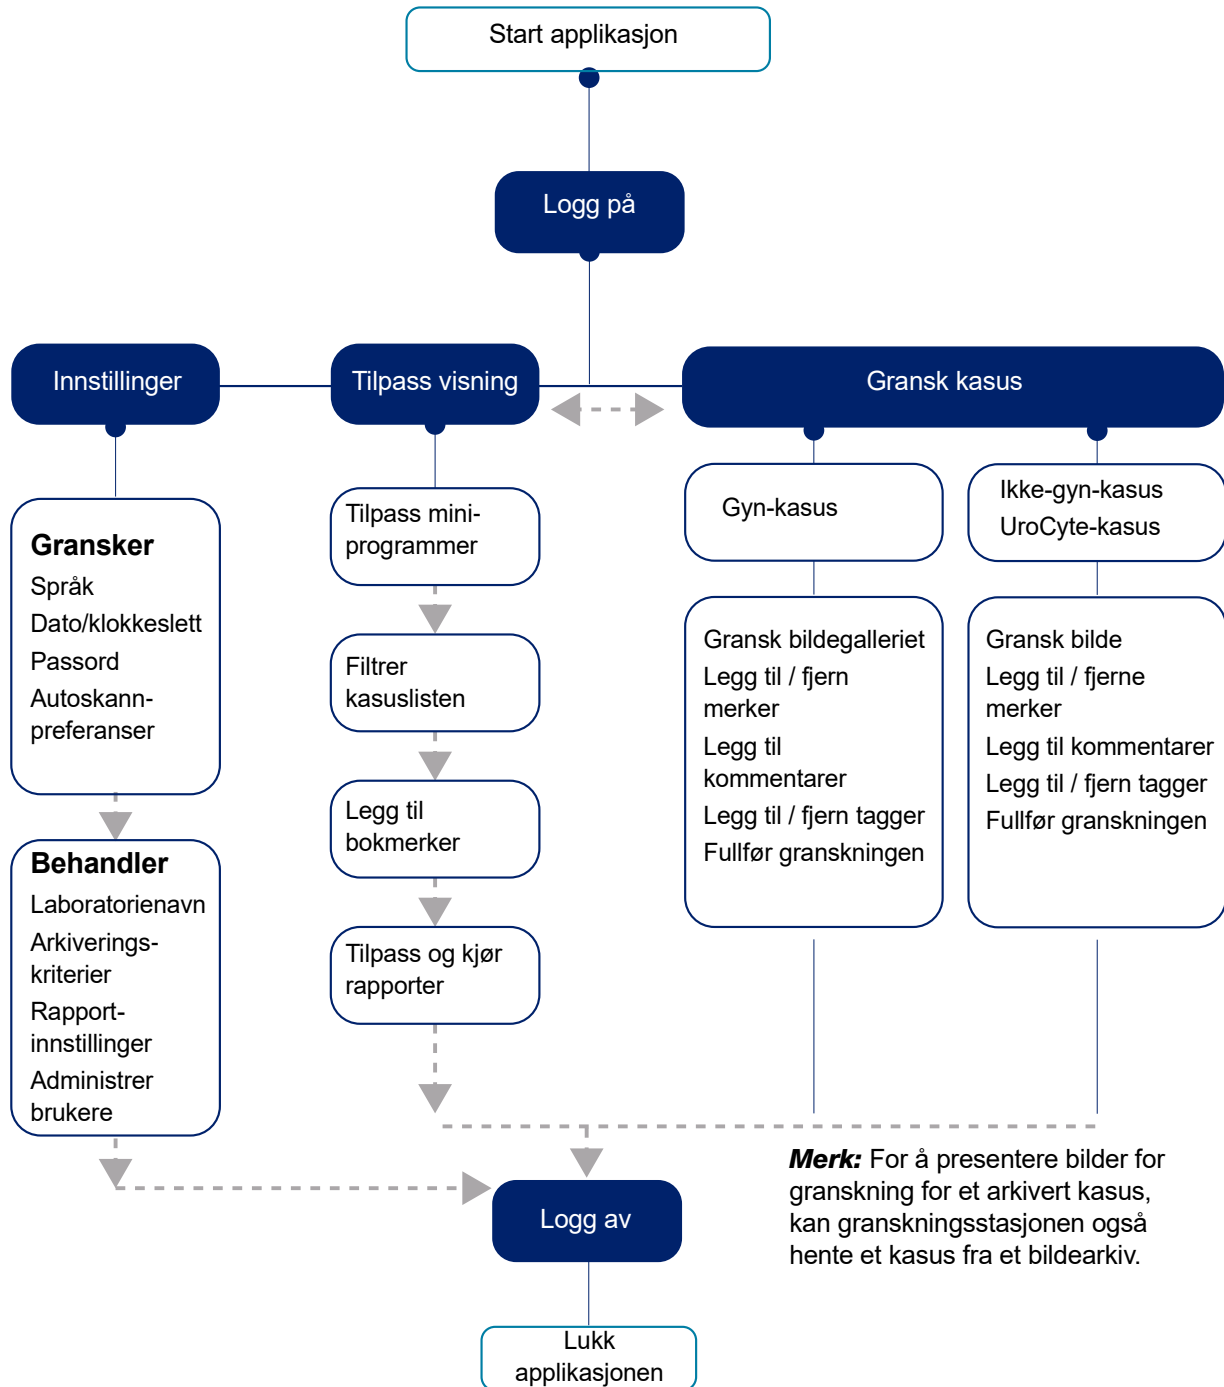 Start applikasjon
Logg på
Innstillinger
Tilpass visning
Gransk kasus
Gransker
Språk
Dato/klokkeslett
Passord
Autoskann-
preferanser
Behandler
Laboratorienavn
Arkiverings-
kriterier
Rapport-
innstillinger
Administrer
brukere
Tilpass mini-
programmer
Filtrer
kasuslisten
Legg til
bokmerker
Tilpass og kjør
rapporter
Gyn-kasus
Gransk bildegalleriet
Legg til / fjern
merker
Legg til
kommentarer
Legg til / fjern tagger
Fullfør granskningen
Ikke-gyn-kasus
UroCyte-kasus
Gransk bilde
Legg til / fjerne
merker
Legg til kommentarer
Legg til / fjern tagger
Fullfør granskningen
Merk: For å presentere bilder for
granskning for et arkivert kasus,
kan granskningsstasjonen også
hente et kasus fra et bildearkiv.
Logg av
Lukk
applikasjonen